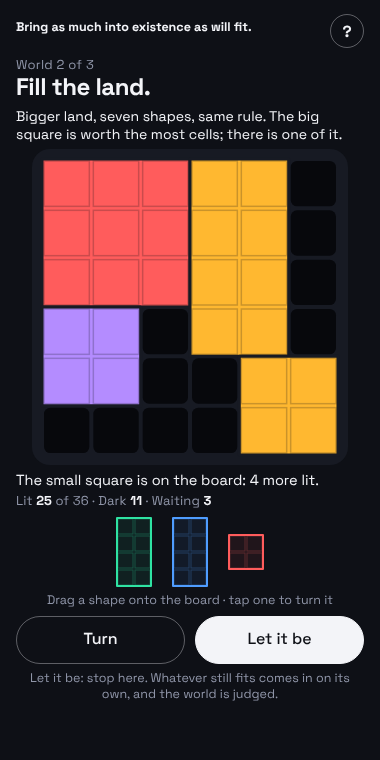 Bring as much into existence as will fit.
?
World 2 of 3
Fill the land.
Bigger land, seven shapes, same rule. The big
square is worth the most cells; there is one of it.
The small square is on the board: 4 more lit.
Lit 25 of 36 · Dark 11 · Waiting 3
Drag a shape onto the board · tap one to turn it
Turn
Let it be
Let it be: stop here. Whatever still fits comes in on its
own, and the world is judged.